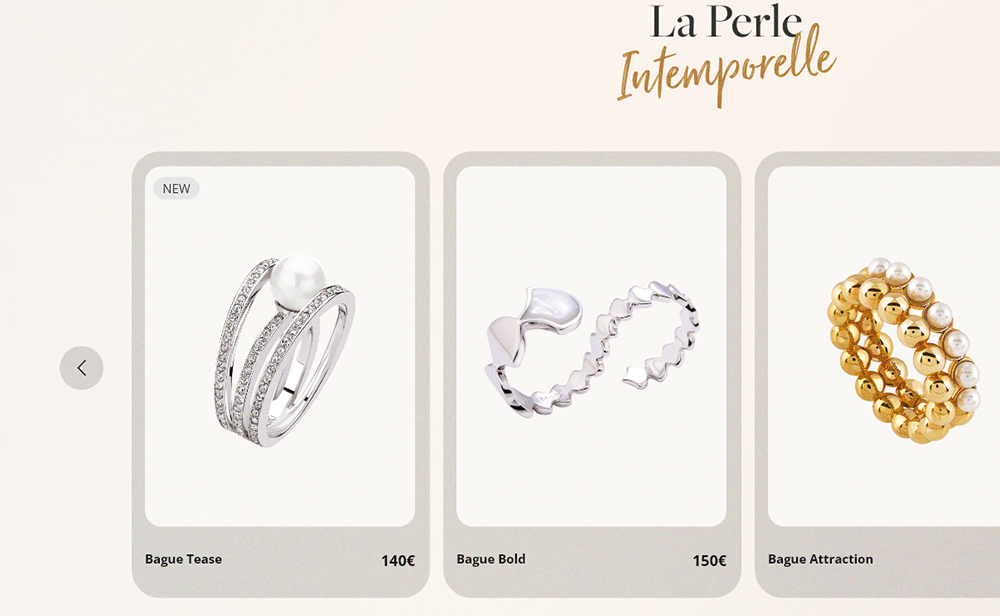 La Perle
Intemporelle
NEW
Bague Tease
140€
Bague Bold
150€
Bague Attraction